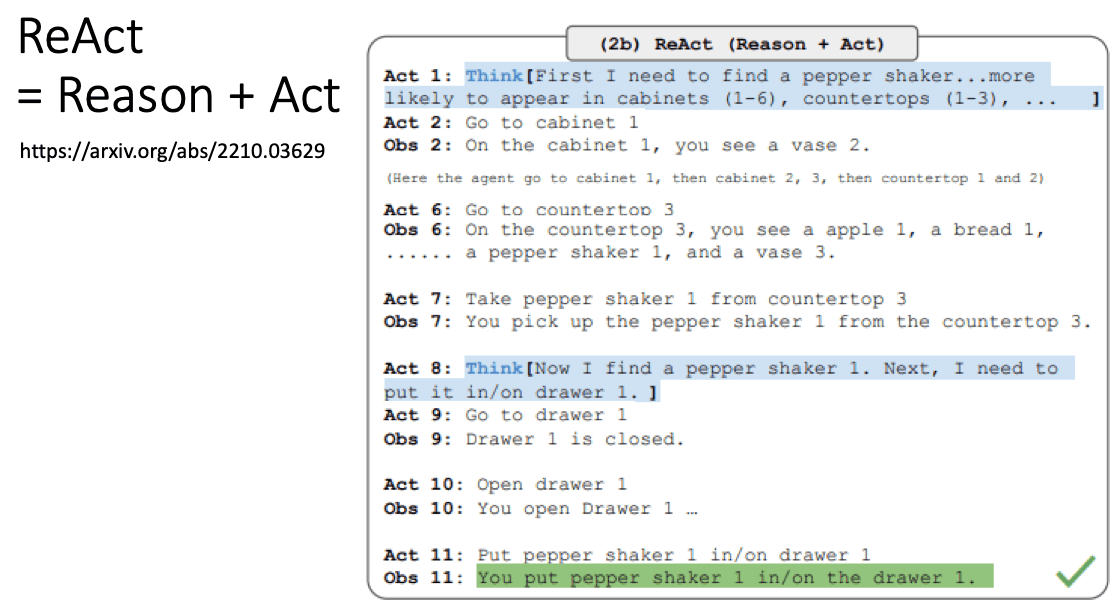 ReAct
= Reason + Act
https://arxiv.org/abs/2210.03629
(2b) ReAct (Reason + Act)
Act 1: Think[First I need to find a pepper shaker...more
likely to appear in cabinets (1-6), countertops (1-3), ... ]
Act 2: Go to cabinet 1
Obs 2: On the cabinet 1, you see a vase 2.
(Here the agent go to cabinet 1, then cabinet 2, 3, then countertop 1 and 2)
Act 6: Go to countertop 3
Obs 6: On the countertop 3, you see a apple 1, a bread 1,
...... a pepper shaker 1, and a vase 3.
Act 7: Take pepper shaker 1 from countertop 3
Obs 7: You pick up the pepper shaker 1 from the countertop 3.
Act 8: Think[Now I find a pepper shaker 1. Next, I need to
put it in/on drawer 1. ]
Act 9: Go to drawer 1
Obs 9: Drawer 1 is closed.
Act 10: Open drawer 1
Obs 10: You open Drawer 1 …
Act 11: Put pepper shaker 1 in/on drawer 1
Obs 11: You put pepper shaker 1 in/on the drawer 1.